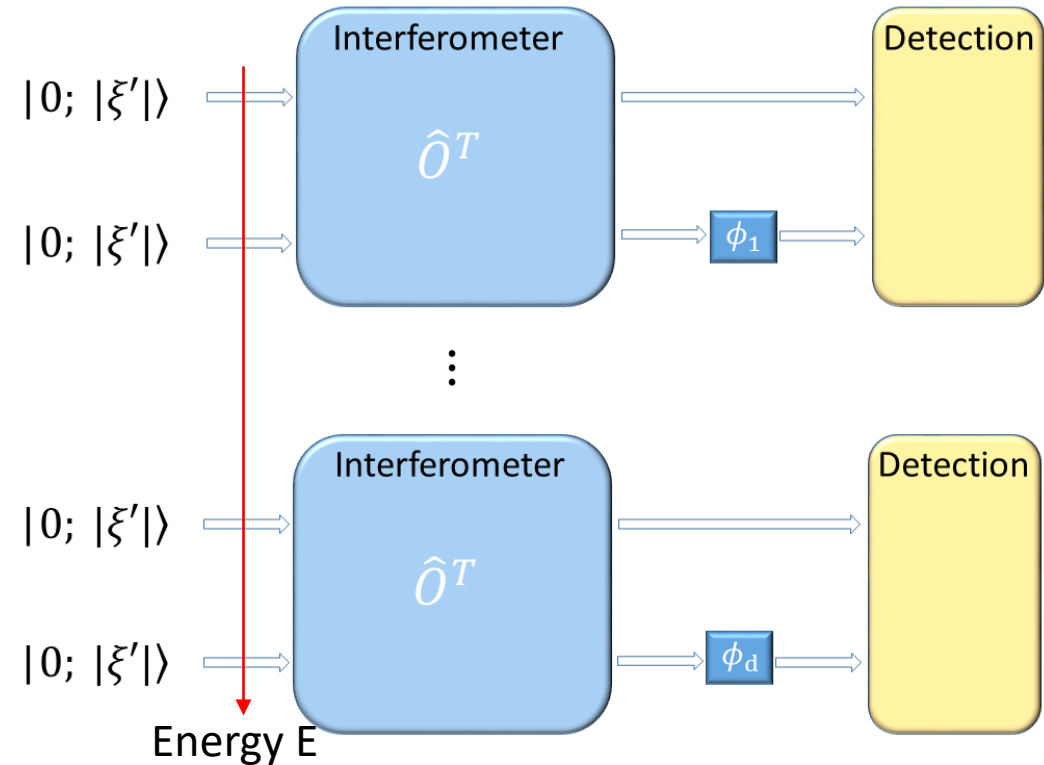 Interferometer
Detection
|0; |ξ′|⟩
Ô^T
|0; |ξ′|⟩
ϕ_1
⋮
Interferometer
Detection
|0; |ξ′|⟩
Ô^T
|0; |ξ′|⟩
ϕ_d
Energy E